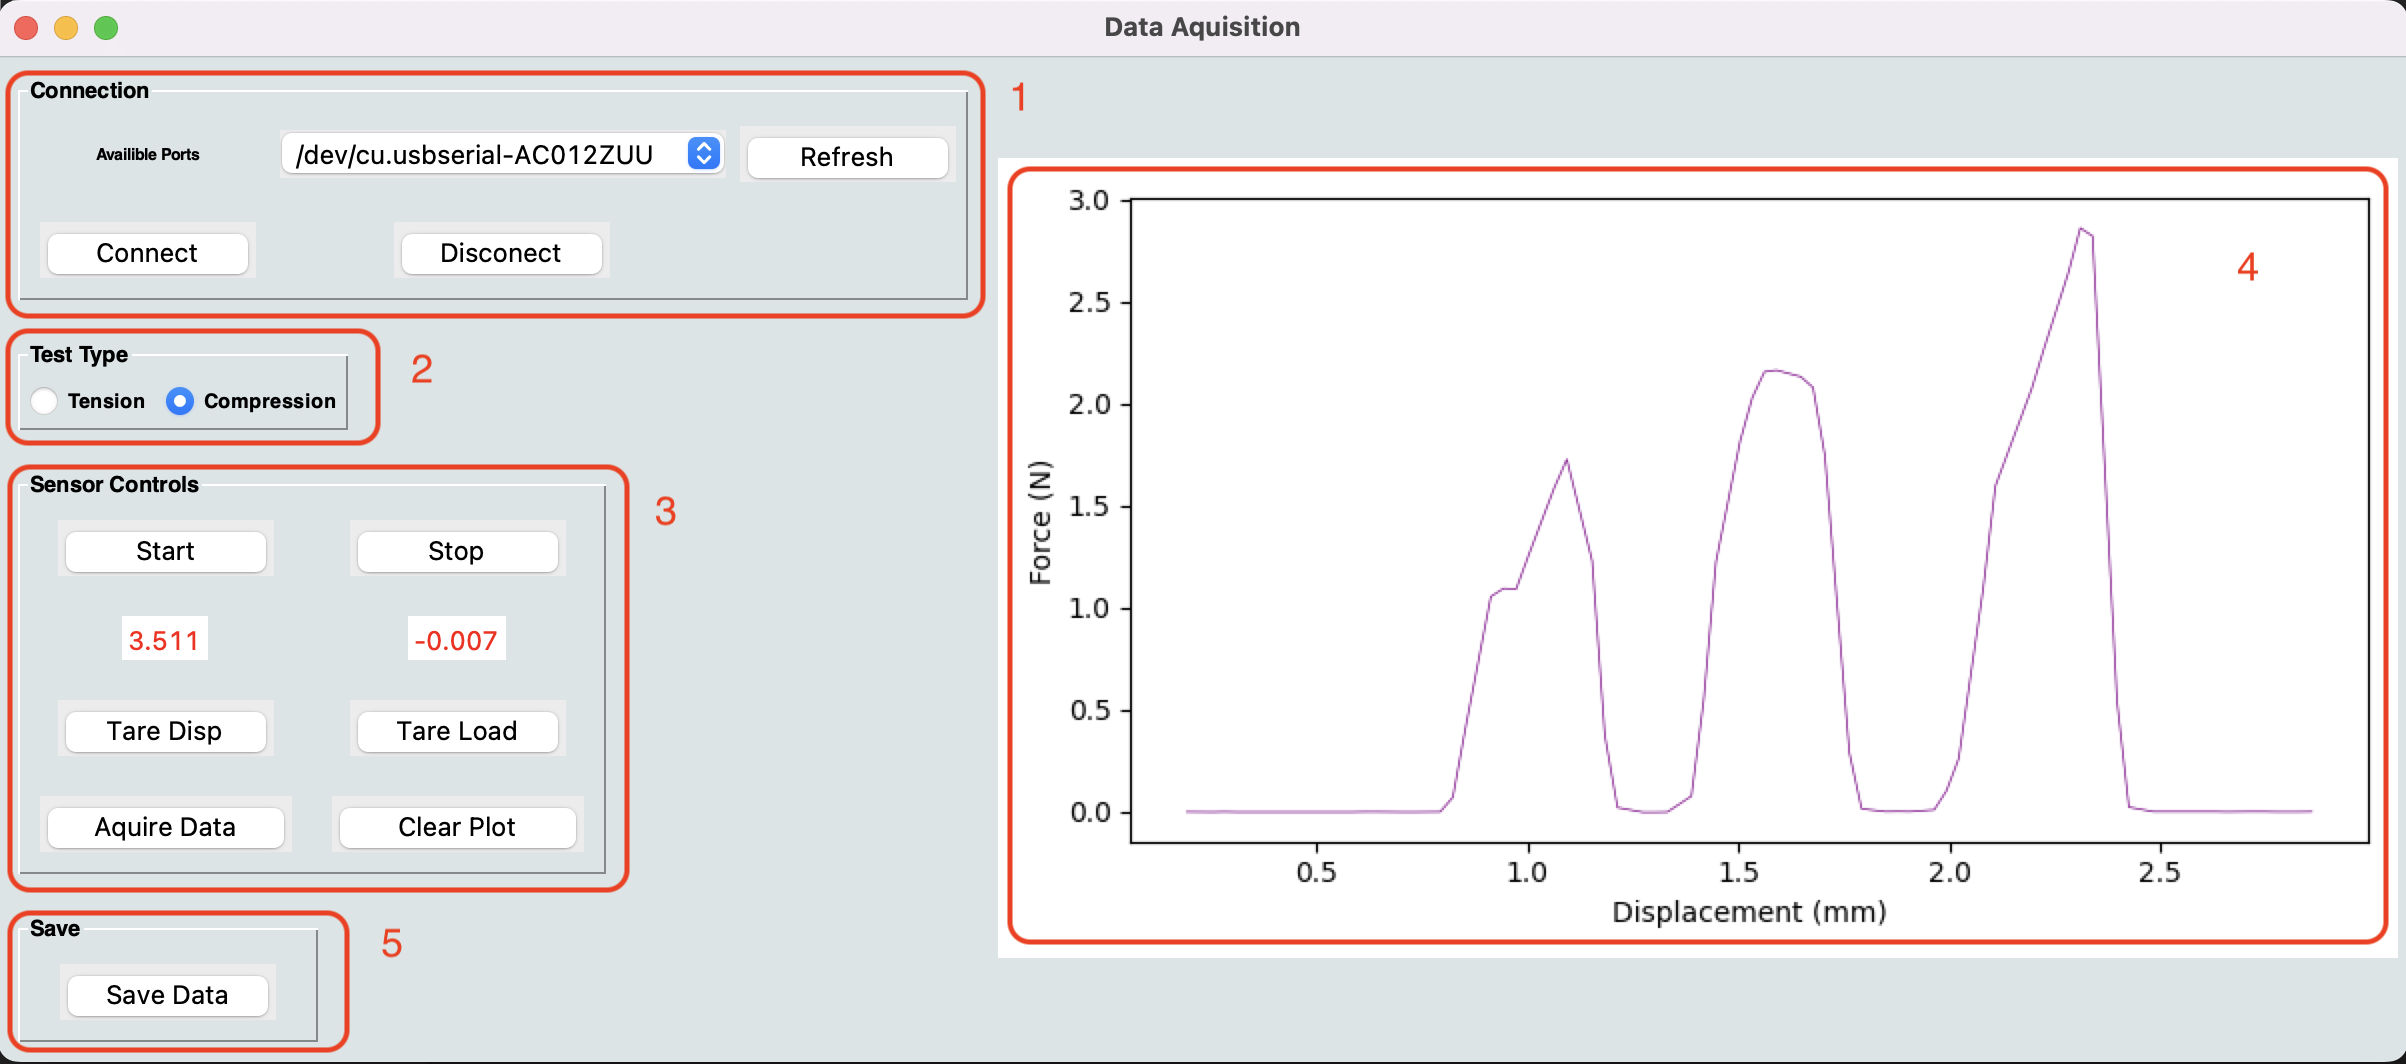 Data Aquisition
Connection
1
Availible Ports /dev/cu.usbserial-AC012ZUU Refresh
Connect Disconect
Test Type
2
Tension Compression
Sensor Controls
3
Start Stop
3.511 -0.007
Tare Disp Tare Load
Aquire Data Clear Plot
Save
5
Save Data
4
3.0
2.5
2.0
1.5
1.0
0.5
0.0
Force (N)
0.5 1.0 1.5 2.0 2.5
Displacement (mm)